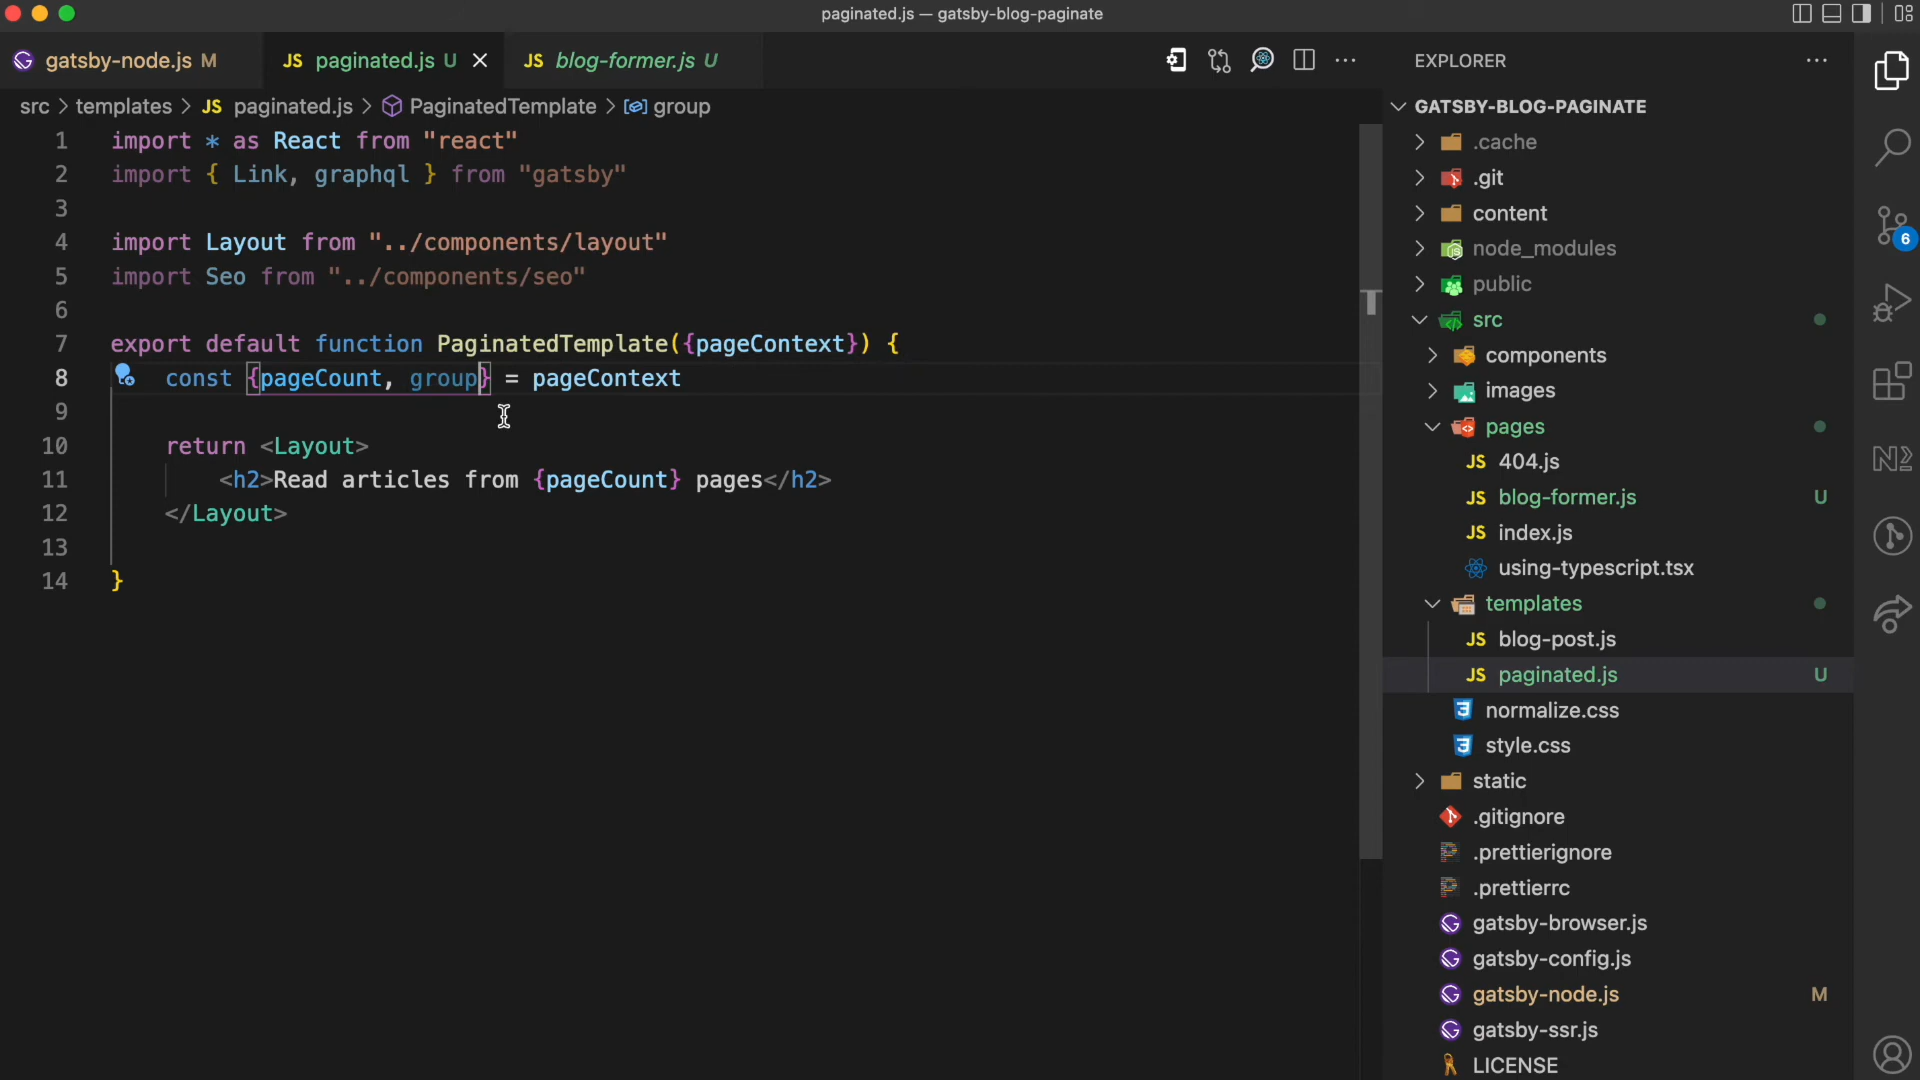 paginated.js — gatsby-blog-paginate
gatsby-node.js M
JS paginated.js U
JS blog-former.js U
src > templates > JS paginated.js > PaginatedTemplate > group
1 import * as React from "react"
2 import { Link, graphql } from "gatsby"
3
4 import Layout from "../components/layout"
5 import Seo from "../components/seo"
6
7 export default function PaginatedTemplate({pageContext}) {
8 const {pageCount, group} = pageContext
9
10 return <Layout>
11 <h2>Read articles from {pageCount} pages</h2>
12 </Layout>
13
14 }
EXPLORER
GATSBY-BLOG-PAGINATE
.cache
.git
content
node_modules
public
src
components
images
pages
JS 404.js
JS blog-former.js U
JS index.js
using-typescript.tsx
templates
JS blog-post.js
JS paginated.js U
normalize.css
style.css
static
.gitignore
.prettierignore
.prettierrc
gatsby-browser.js
gatsby-config.js
gatsby-node.js M
gatsby-ssr.js
LICENSE
6